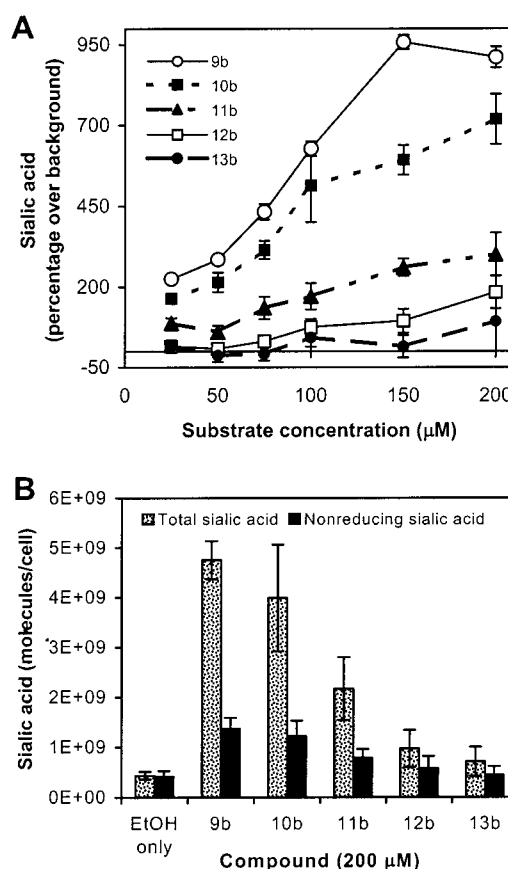 A
Sialic acid
(percentage over background)
950
700
450
200
-50
9b
10b
11b
12b
13b
0 50 100 150 200
Substrate concentration (μM)
B
Sialic acid (molecules/cell)
6E+09
5E+09
4E+09
3E+09
2E+09
1E+09
0E+00
Total sialic acid Nonreducing sialic acid
EtOH only 9b 10b 11b 12b 13b
Compound (200 μM)